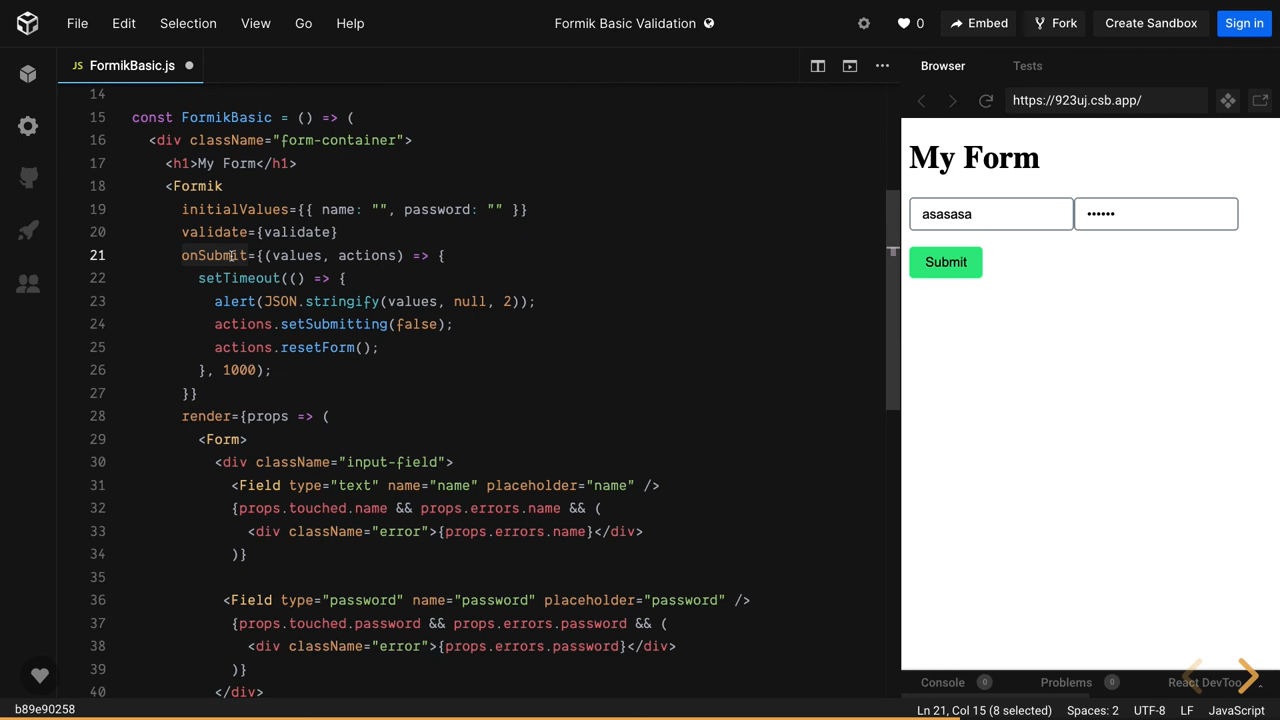 File Edit Selection View Go Help Formik Basic Validation 0 Embed Fork Create Sandbox Sign in
JS FormikBasic.js Browser Tests
https://923uj.csb.app/
14
15 const FormikBasic = () => (
16 <div className="form-container">
17 <h1>My Form</h1>
18 <Formik
19 initialValues={{ name: "", password: "" }}
20 validate={validate}
21 onSubmit={(values, actions) => {
22 setTimeout(() => {
23 alert(JSON.stringify(values, null, 2));
24 actions.setSubmitting(false);
25 actions.resetForm();
26 }, 1000);
27 }}
28 render={props => (
29 <Form>
30 <div className="input-field">
31 <Field type="text" name="name" placeholder="name" />
32 {props.touched.name && props.errors.name && (
33 <div className="error">{props.errors.name}</div>
34 )}
35
36 <Field type="password" name="password" placeholder="password" />
37 {props.touched.password && props.errors.password && (
38 <div className="error">{props.errors.password}</div>
39 )}
40 </div>
My Form
asasasa ••••••
Submit
Console 0 Problems 0 React DevToo
b89e90258 Ln 21, Col 15 (8 selected) Spaces: 2 UTF-8 LF JavaScript